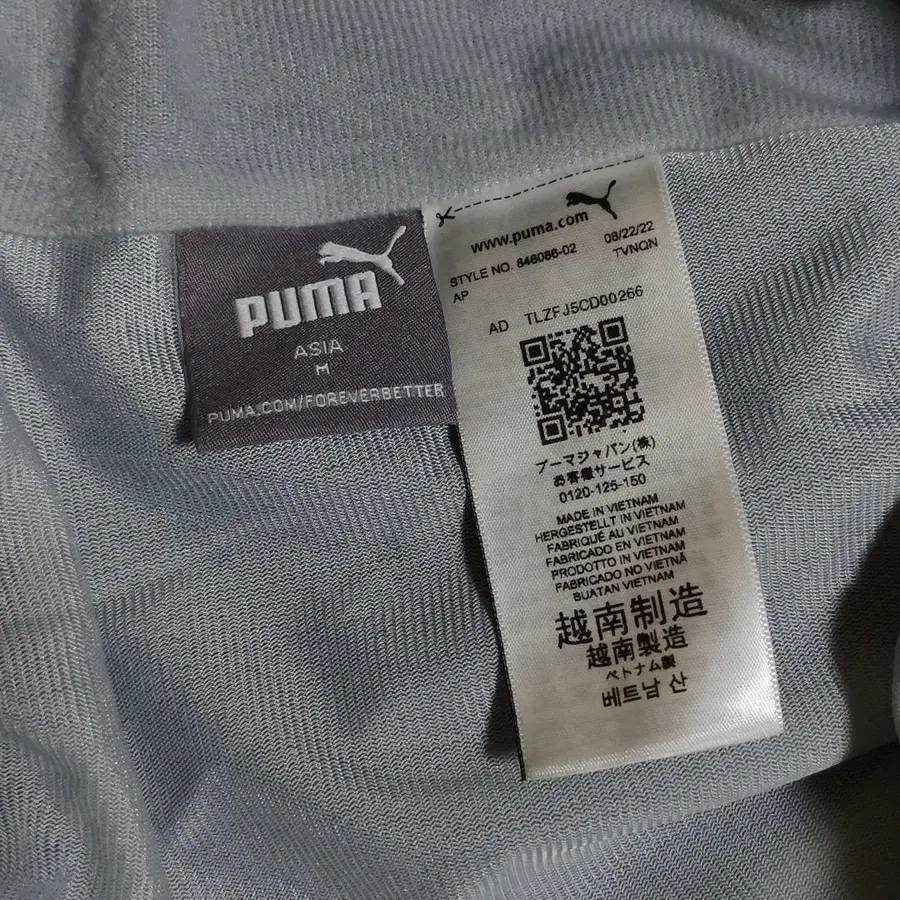 PUMA
ASIA
M
PUMA.COM/FOREVERBETTER
www.puma.com
STYLE NO. 846086-02 08/22/22
AP TVNQN
AD TLZFJ5CD00266
プーマジャパン(株)
お客様サービス
0120-125-150
MADE IN VIETNAM
HERGESTELLT IN VIETNAM
FABRIQUÉ AU VIETNAM
FABRICADO EN VIETNAM
PRODOTTO IN VIETNÃ
FABRICADO NO VIETNÃ
BUATAN VIETNAM
越南制造
越南製造
ベトナム製
베트남 산